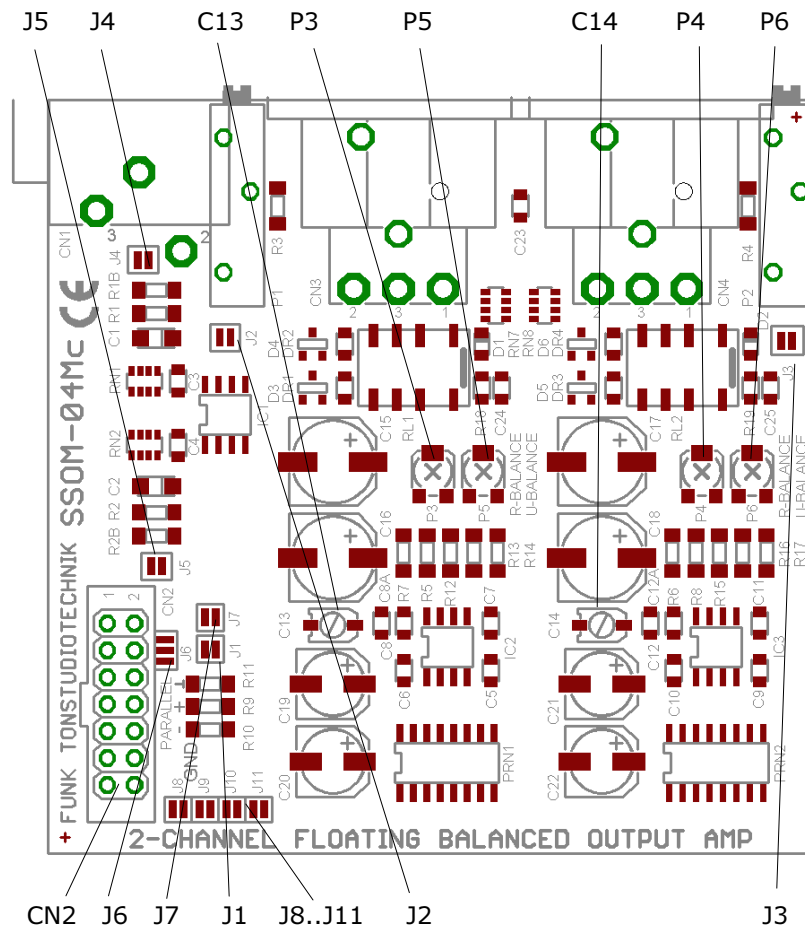 J5 J4 C13 P3 P5 C14 P4 P6
CN1
3
2
J4
R1B
R1
C1
RN1
C3
RN2
C4
C2
R2
R2B
J5
SSOM-04Mc CE
FUNK TONSTUDIOTECHNIK
R3
P1
J2
IC1
CN3
2
3
1
C23
D4
DR2
D3
DR1
RL1
D1
RN7
RN8
D6
R18
C24
C15
P3
P5
R-BALANCE
U-BALANCE
C16
C8A
R7
R5
R12
R13
R14
C13
C8
C7
IC2
C6
C5
C19
C20
PRN1
R4
P2
D2
J3
CN4
2
3
1
DR4
D5
DR3
RL2
R19
C25
C17
P4
P6
R-BALANCE
U-BALANCE
C18
C12A
R6
R8
R15
R16
R17
C14
C12
C11
IC3
C10
C9
C21
C22
PRN2
CN2
1
2
J7
J1
J6
PARALLEL
R11
R9
R10
+
-
GND
J8
J9
J10
J11
+
2-CHANNEL FLOATING BALANCED OUTPUT AMP
CN2 J6 J7 J1 J8..J11 J2 J3